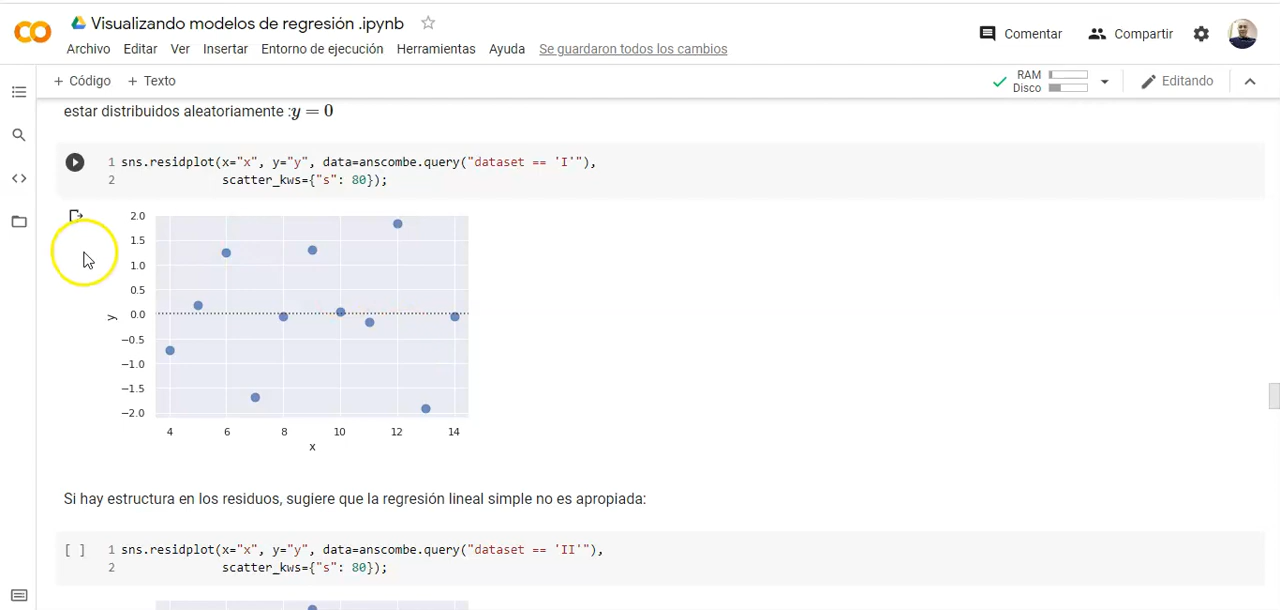 Visualizando modelos de regresión .ipynb
Archivo Editar Ver Insertar Entorno de ejecución Herramientas Ayuda Se guardaron todos los cambios
Comentar Compartir
+ Código + Texto
RAM
Disco
Editando
estar distribuidos aleatoriamente :y = 0
1 sns.residplot(x="x", y="y", data=anscombe.query("dataset == 'I'"),
2 scatter_kws={"s": 80});
2.0
1.5
1.0
0.5
0.0
−0.5
−1.0
−1.5
−2.0
y
4 6 8 10 12 14
x
Si hay estructura en los residuos, sugiere que la regresión lineal simple no es apropiada:
[ ] 1 sns.residplot(x="x", y="y", data=anscombe.query("dataset == 'II'"),
2 scatter_kws={"s": 80});